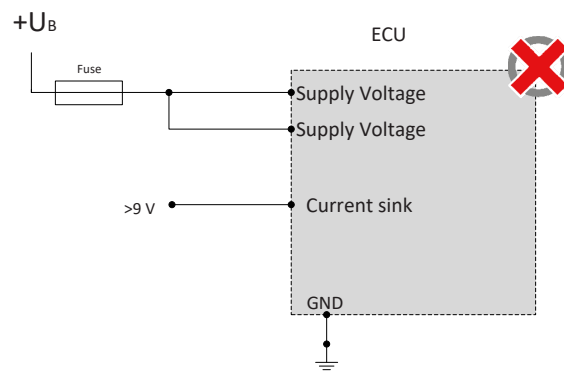 +UB
ECU
Fuse
Supply Voltage
Supply Voltage
>9 V
Current sink
GND